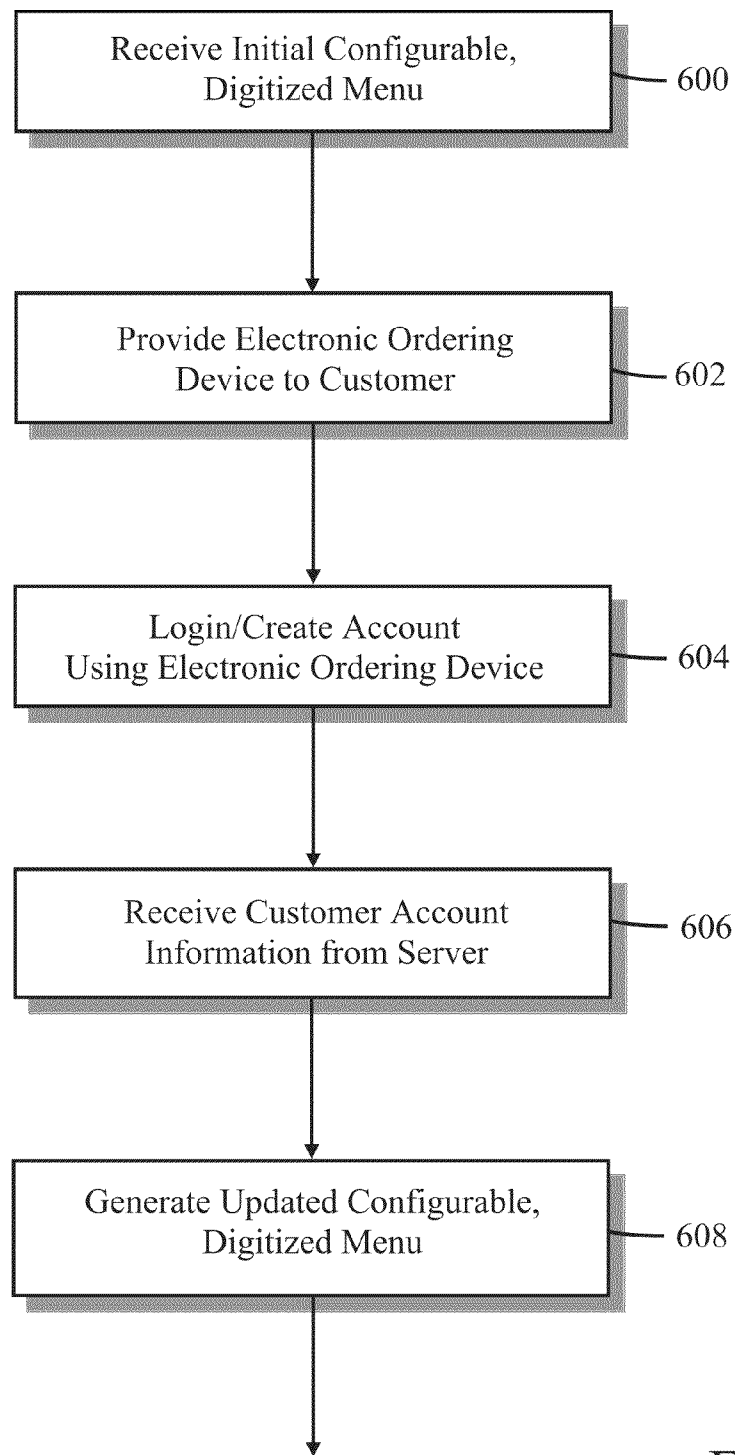 Receive Initial Configurable,
Digitized Menu
600
Provide Electronic Ordering
Device to Customer
602
Login/Create Account
Using Electronic Ordering Device
604
Receive Customer Account
Information from Server
606
Generate Updated Configurable,
Digitized Menu
608